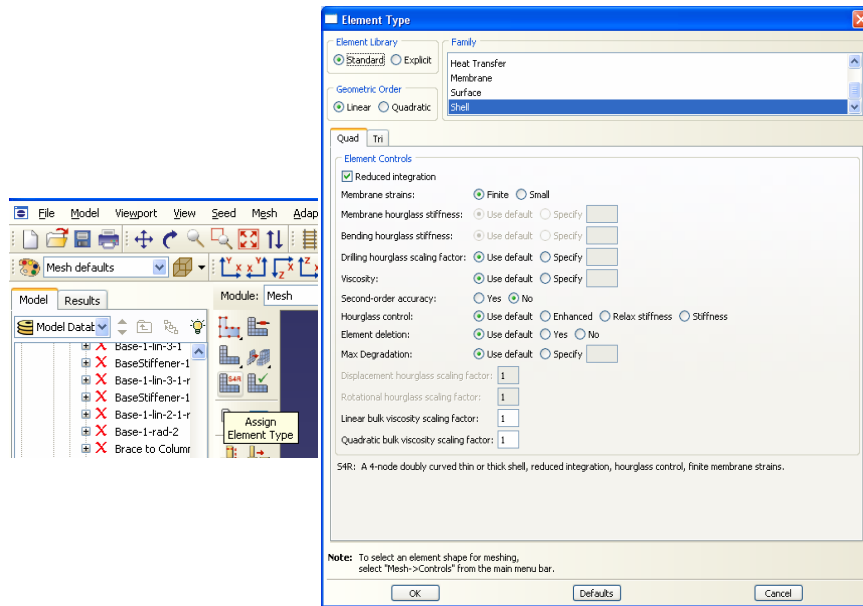 File Model Viewport View Seed Mesh Adap
Mesh defaults
Model Results
Module: Mesh
Model Datab
Base-1-lin-3-1
BaseStiffener-1
Base-1-lin-3-1-r
BaseStiffener-1
Base-1-lin-2-1-r
Base-1-rad-2
Brace to Column
S4R
Assign
Element Type
Element Type
Element Library
Standard Explicit
Geometric Order
Linear Quadratic
Family
Heat Transfer
Membrane
Surface
Shell
Quad Tri
Element Controls
Reduced integration
Membrane strains: Finite Small
Membrane hourglass stiffness: Use default Specify
Bending hourglass stiffness: Use default Specify
Drilling hourglass scaling factor: Use default Specify
Viscosity: Use default Specify
Second-order accuracy: Yes No
Hourglass control: Use default Enhanced Relax stiffness Stiffness
Element deletion: Use default Yes No
Max Degradation: Use default Specify
Displacement hourglass scaling factor: 1
Rotational hourglass scaling factor: 1
Linear bulk viscosity scaling factor: 1
Quadratic bulk viscosity scaling factor: 1
S4R: A 4-node doubly curved thin or thick shell, reduced integration, hourglass control, finite membrane strains.
Note: To select an element shape for meshing,
select "Mesh->Controls" from the main menu bar.
OK Defaults Cancel